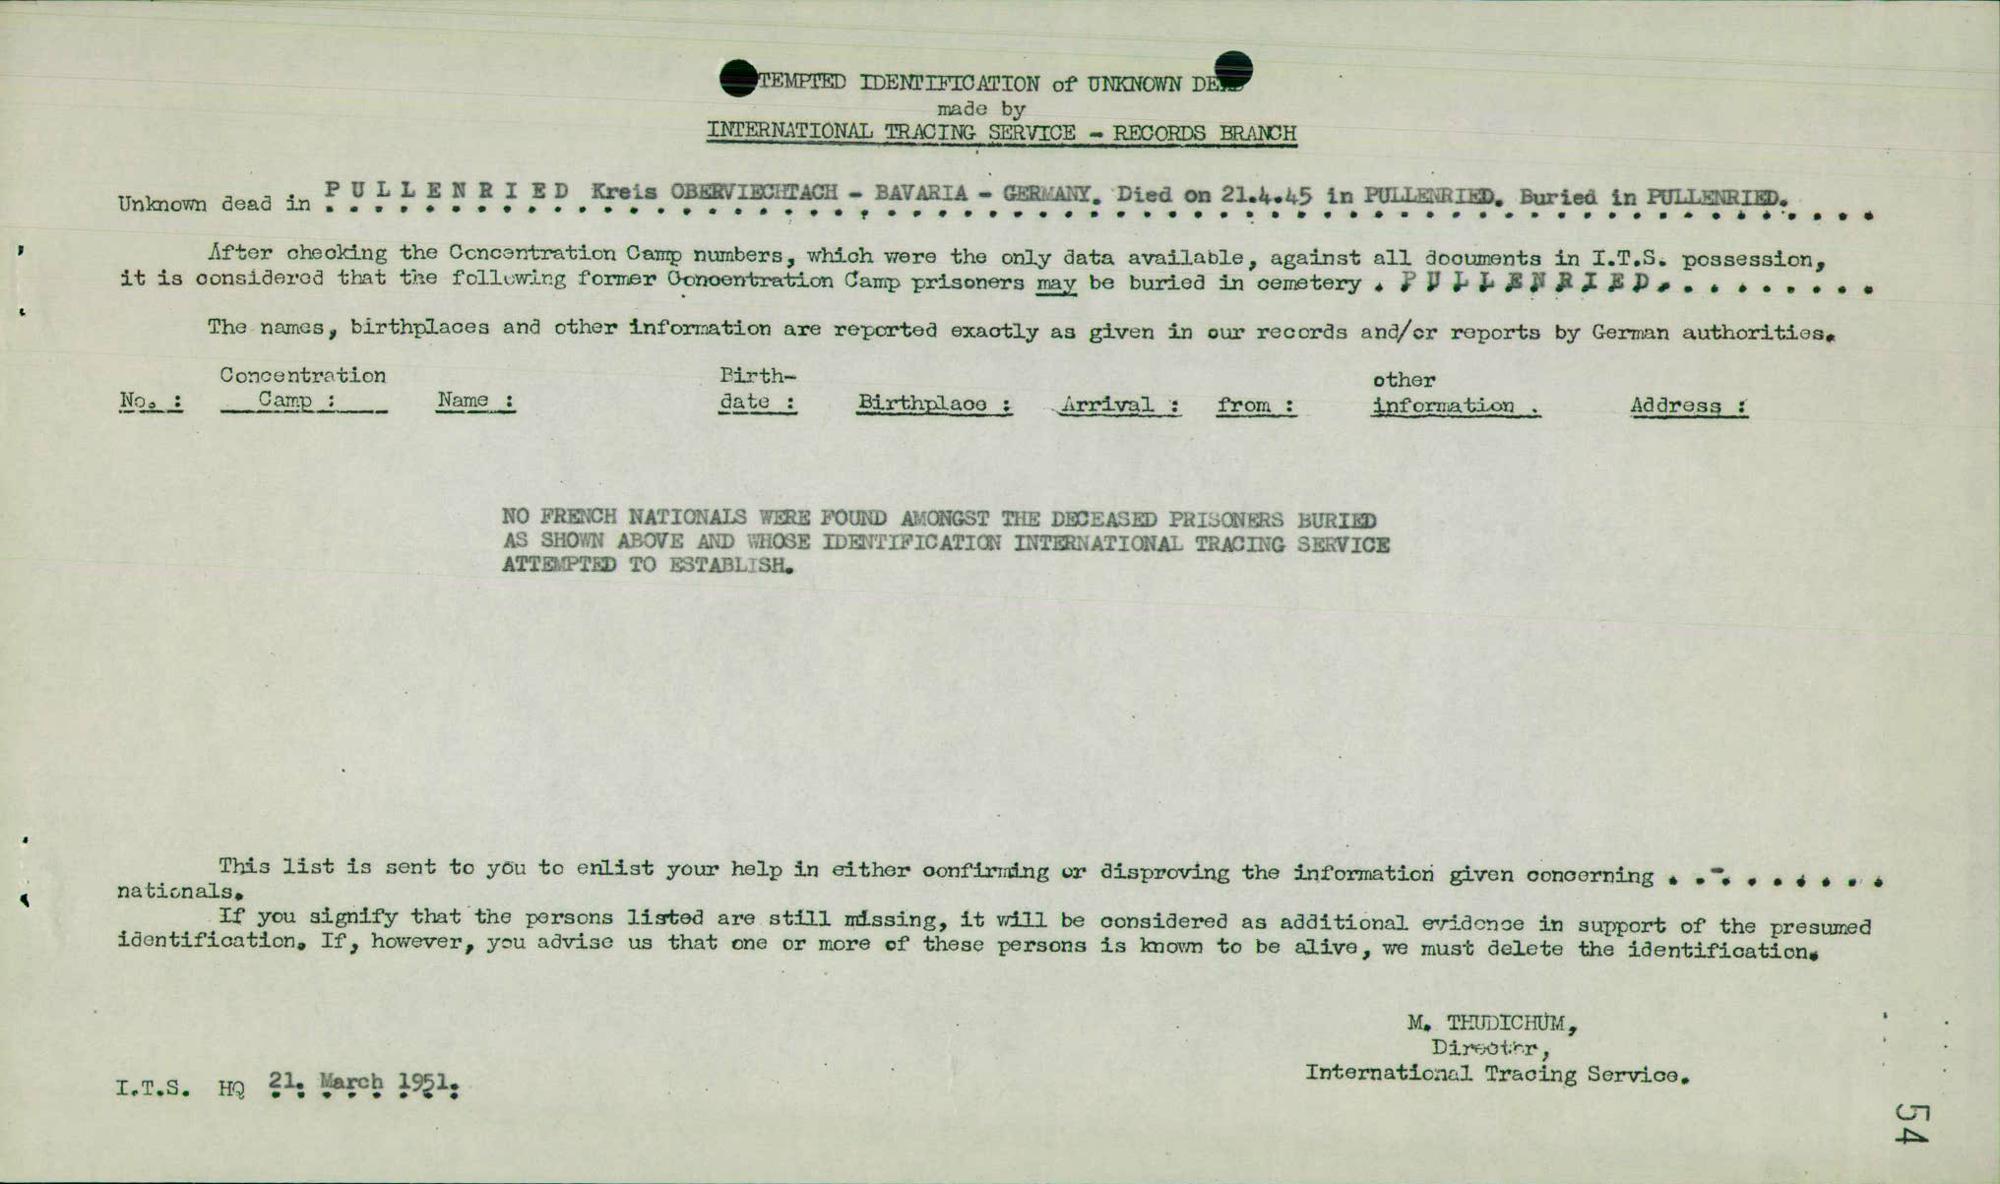 TEMPTED IDENTIFICATION of UNKNOWN DE
made by
INTERNATIONAL TRACING SERVICE - RECORDS BRANCH
Unknown dead in P U L L E N R I E D Kreis OBERVIECHTACH - BAVARIA - GERMANY. Died on 21.4.45 in PULLENRIED. Buried in PULLENRIED.
After checking the Concentration Camp numbers, which were the only data available, against all documents in I.T.S. possession,
it is considered that the following former Concentration Camp prisoners may be buried in cemetery . P U L L E N R I E D . . . . . . . . .
The names, birthplaces and other information are reported exactly as given in our records and/or reports by German authorities.
No. : Concentration Camp : Name : Birth-date : Birthplace : Arrival : from : other information . Address :
NO FRENCH NATIONALS WERE FOUND AMONGST THE DECEASED PRISONERS BURIED
AS SHOWN ABOVE AND WHOSE IDENTIFICATION INTERNATIONAL TRACING SERVICE
ATTEMPTED TO ESTABLISH.
This list is sent to you to enlist your help in either confirming or disproving the information given concerning . . - . . . . . . .
nationals.
If you signify that the persons listed are still missing, it will be considered as additional evidence in support of the presumed
identification. If, however, you advise us that one or more of these persons is known to be alive, we must delete the identification.
M. THUDICHUM,
Director,
International Tracing Service.
I.T.S. HQ 21. March 1951.
54